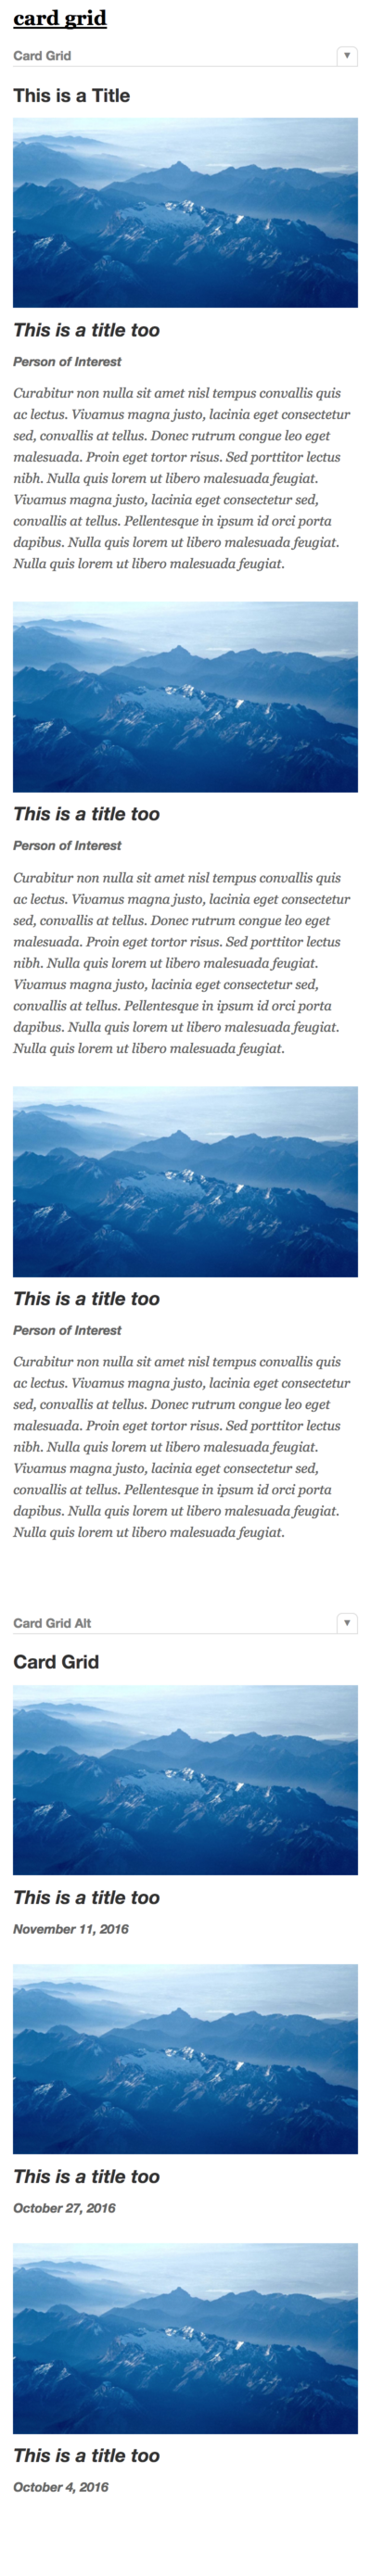 card grid
Card Grid
▼
This is a Title
This is a title too
Person of Interest
Curabitur non nulla sit amet nisl tempus convallis quis
ac lectus. Vivamus magna justo, lacinia eget consectetur
sed, convallis at tellus. Donec rutrum congue leo eget
malesuada. Proin eget tortor risus. Sed porttitor lectus
nibh. Nulla quis lorem ut libero malesuada feugiat.
Vivamus magna justo, lacinia eget consectetur sed,
convallis at tellus. Pellentesque in ipsum id orci porta
dapibus. Nulla quis lorem ut libero malesuada feugiat.
Nulla quis lorem ut libero malesuada feugiat.
This is a title too
Person of Interest
Curabitur non nulla sit amet nisl tempus convallis quis
ac lectus. Vivamus magna justo, lacinia eget consectetur
sed, convallis at tellus. Donec rutrum congue leo eget
malesuada. Proin eget tortor risus. Sed porttitor lectus
nibh. Nulla quis lorem ut libero malesuada feugiat.
Vivamus magna justo, lacinia eget consectetur sed,
convallis at tellus. Pellentesque in ipsum id orci porta
dapibus. Nulla quis lorem ut libero malesuada feugiat.
Nulla quis lorem ut libero malesuada feugiat.
This is a title too
Person of Interest
Curabitur non nulla sit amet nisl tempus convallis quis
ac lectus. Vivamus magna justo, lacinia eget consectetur
sed, convallis at tellus. Donec rutrum congue leo eget
malesuada. Proin eget tortor risus. Sed porttitor lectus
nibh. Nulla quis lorem ut libero malesuada feugiat.
Vivamus magna justo, lacinia eget consectetur sed,
convallis at tellus. Pellentesque in ipsum id orci porta
dapibus. Nulla quis lorem ut libero malesuada feugiat.
Nulla quis lorem ut libero malesuada feugiat.
Card Grid Alt
▼
Card Grid
This is a title too
November 11, 2016
This is a title too
October 27, 2016
This is a title too
October 4, 2016